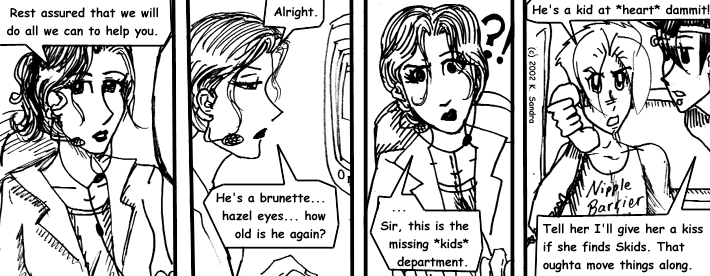 Rest assured that we will
do all we can to help you.
Alright.
He's a brunette...
hazel eyes... how
old is he again?
?!
...
Sir, this is the
missing *kids*
department.
He's a kid at *heart* dammit!
(c) 2002 K. Sandra
Nipple
Barrier
Tell her I'll give her a kiss
if she finds Skids. That
oughta move things along.